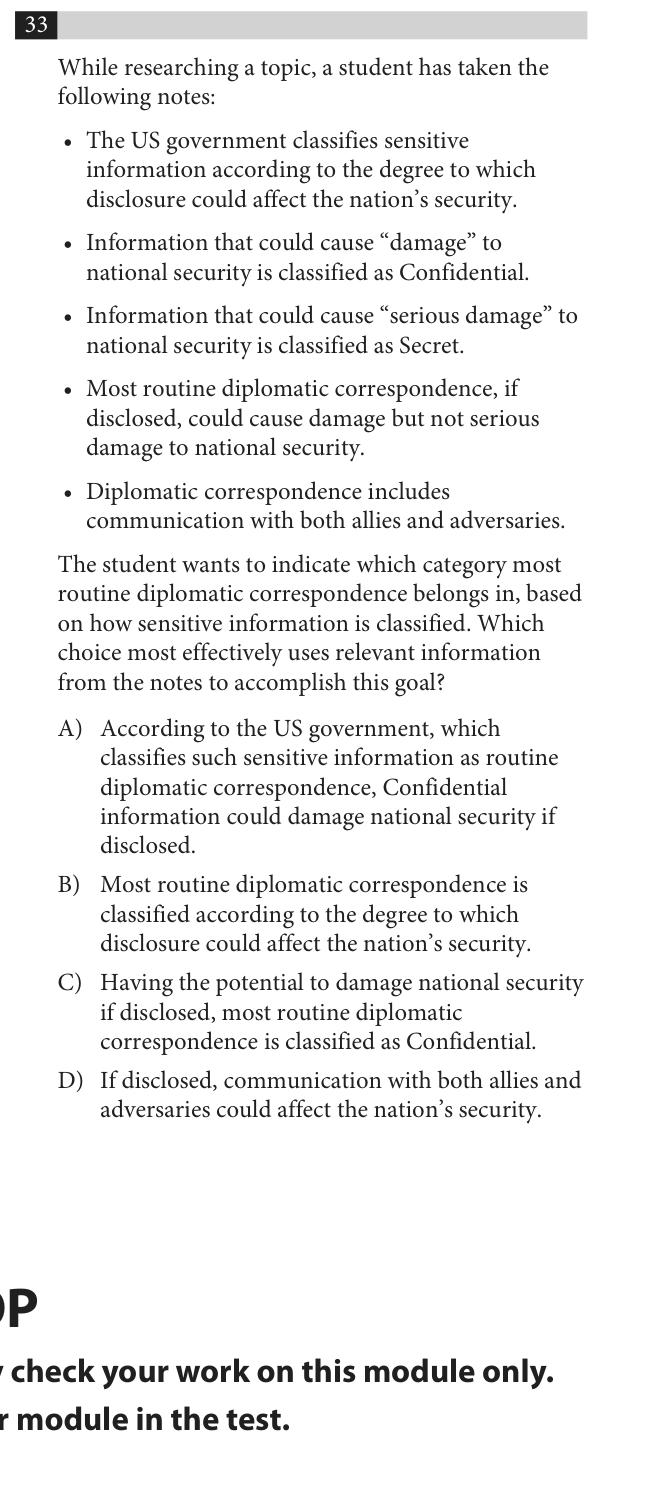 33
While researching a topic, a student has taken the
following notes:
• The US government classifies sensitive
information according to the degree to which
disclosure could affect the nation’s security.
• Information that could cause “damage” to
national security is classified as Confidential.
• Information that could cause “serious damage” to
national security is classified as Secret.
• Most routine diplomatic correspondence, if
disclosed, could cause damage but not serious
damage to national security.
• Diplomatic correspondence includes
communication with both allies and adversaries.
The student wants to indicate which category most
routine diplomatic correspondence belongs in, based
on how sensitive information is classified. Which
choice most effectively uses relevant information
from the notes to accomplish this goal?
A) According to the US government, which
classifies such sensitive information as routine
diplomatic correspondence, Confidential
information could damage national security if
disclosed.
B) Most routine diplomatic correspondence is
classified according to the degree to which
disclosure could affect the nation’s security.
C) Having the potential to damage national security
if disclosed, most routine diplomatic
correspondence is classified as Confidential.
D) If disclosed, communication with both allies and
adversaries could affect the nation’s security.
OP
check your work on this module only.
r module in the test.